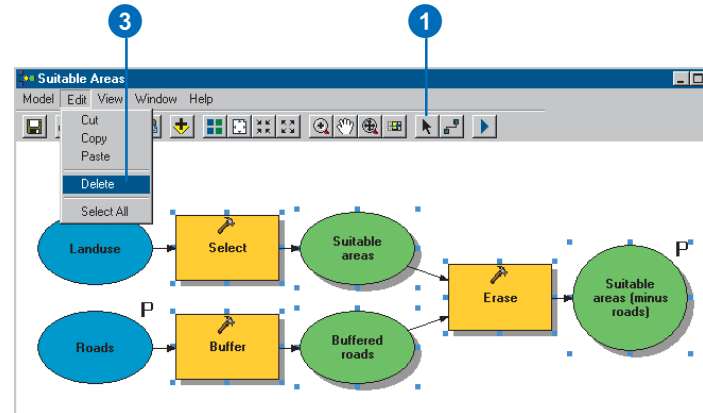 3
1
Suitable Areas
Model Edit View Window Help
Cut
Copy
Paste
Delete
Select All
Landuse
Select
Suitable
areas
P
Erase
Suitable
areas (minus
roads)
P
Roads
Buffer
Buffered
roads